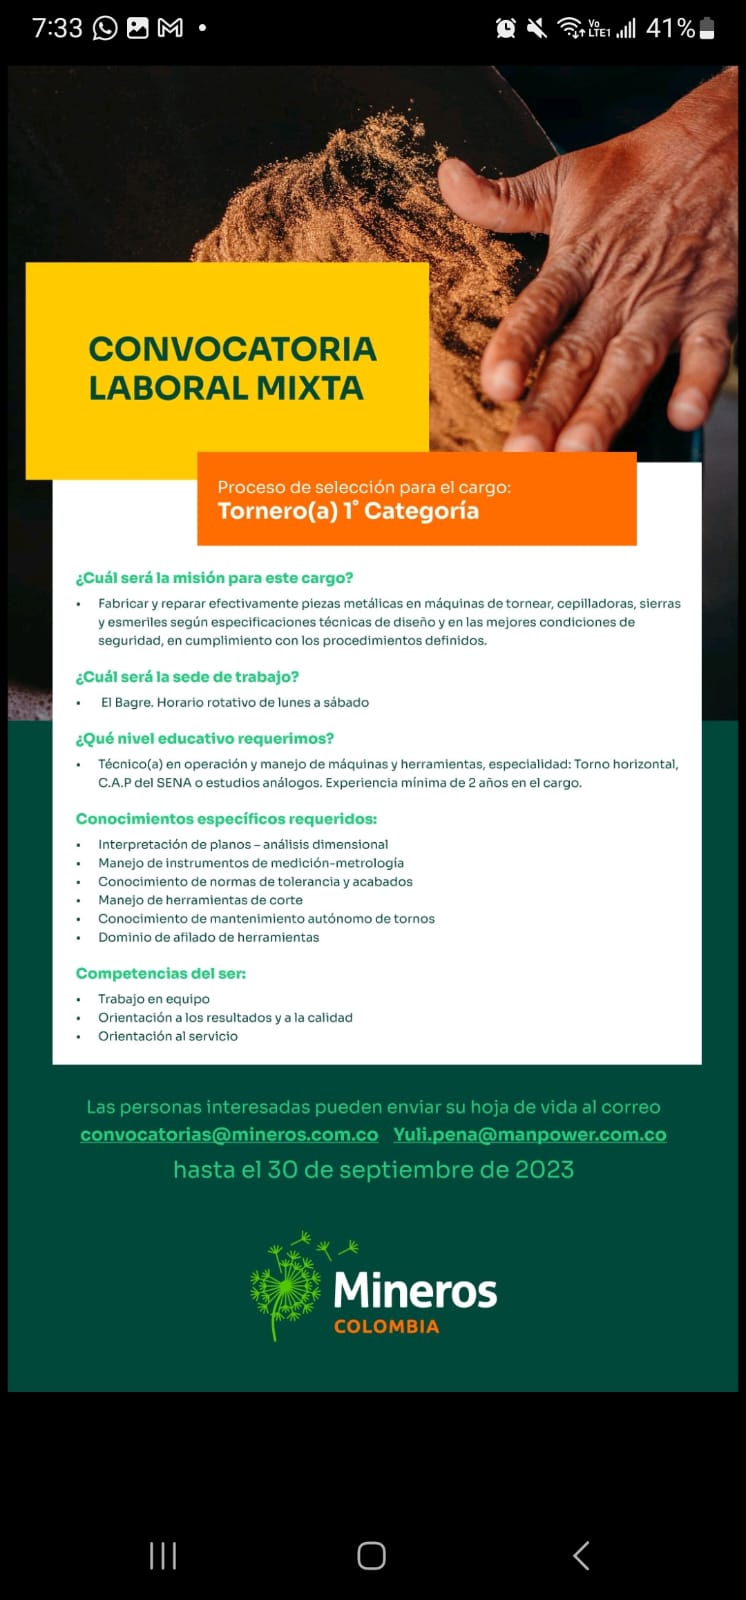 7:33
Vo
LTE1
41%
CONVOCATORIA
LABORAL MIXTA
Proceso de selección para el cargo:
Tornero(a) 1° Categoría
¿Cuál será la misión para este cargo?
• Fabricar y reparar efectivamente piezas metálicas en máquinas de tornear, cepilladoras, sierras
y esmeriles según especificaciones técnicas de diseño y en las mejores condiciones de
seguridad, en cumplimiento con los procedimientos definidos.
¿Cuál será la sede de trabajo?
• El Bagre. Horario rotativo de lunes a sábado
¿Qué nivel educativo requerimos?
• Técnico(a) en operación y manejo de máquinas y herramientas, especialidad: Torno horizontal,
C.A.P del SENA o estudios análogos. Experiencia mínima de 2 años en el cargo.
Conocimientos específicos requeridos:
• Interpretación de planos – análisis dimensional
• Manejo de instrumentos de medición-metrología
• Conocimiento de normas de tolerancia y acabados
• Manejo de herramientas de corte
• Conocimiento de mantenimiento autónomo de tornos
• Dominio de afilado de herramientas
Competencias del ser:
• Trabajo en equipo
• Orientación a los resultados y a la calidad
• Orientación al servicio
Las personas interesadas pueden enviar su hoja de vida al correo
convocatorias@mineros.com.co Yuli.pena@manpower.com.co
hasta el 30 de septiembre de 2023
Mineros
COLOMBIA